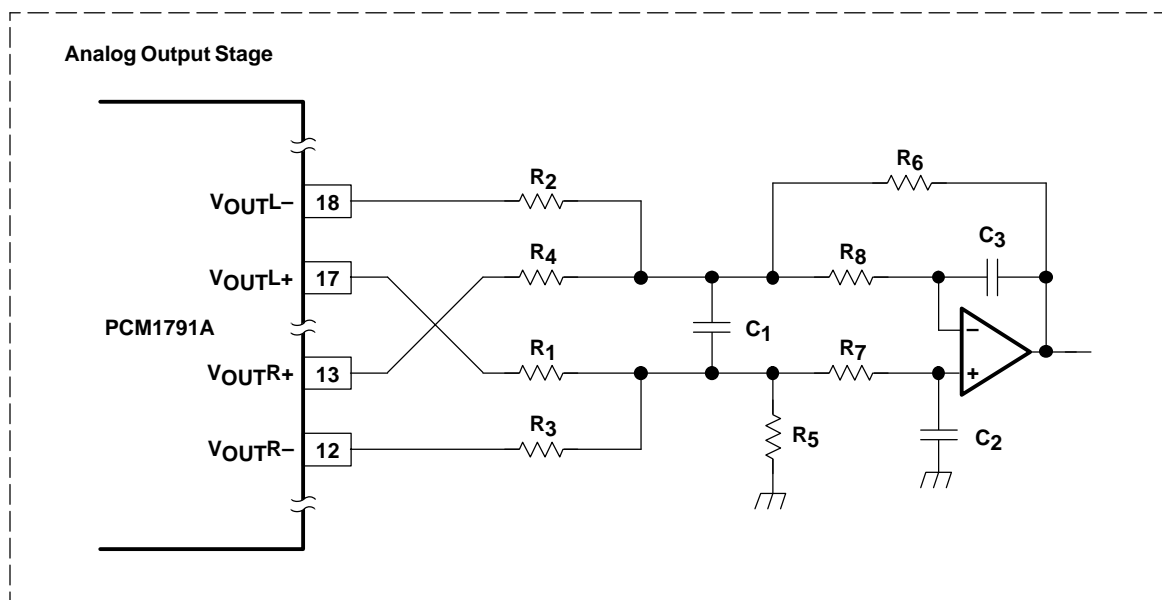 Analog Output Stage
R6
R2
VOUTL– 18
C3
R4
R8
VOUTL+ 17
–
PCM1791A
C1
R1
R7
VOUTR+ 13
+
R3
R5
C2
VOUTR– 12